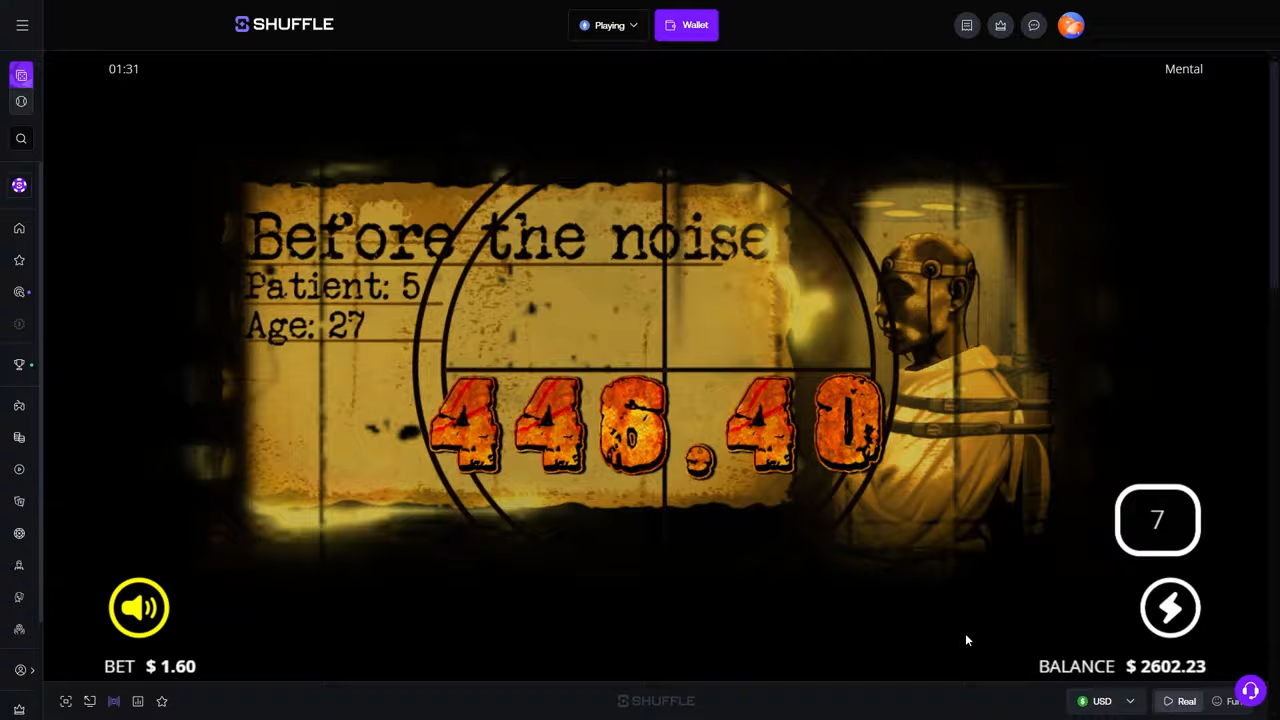 SHUFFLE
Playing
Wallet
01:31
Mental
Before the noise
Patient: 5
Age: 27
446.40
7
BET $ 1.60
BALANCE $ 2602.23
SHUFFLE
USD
Real